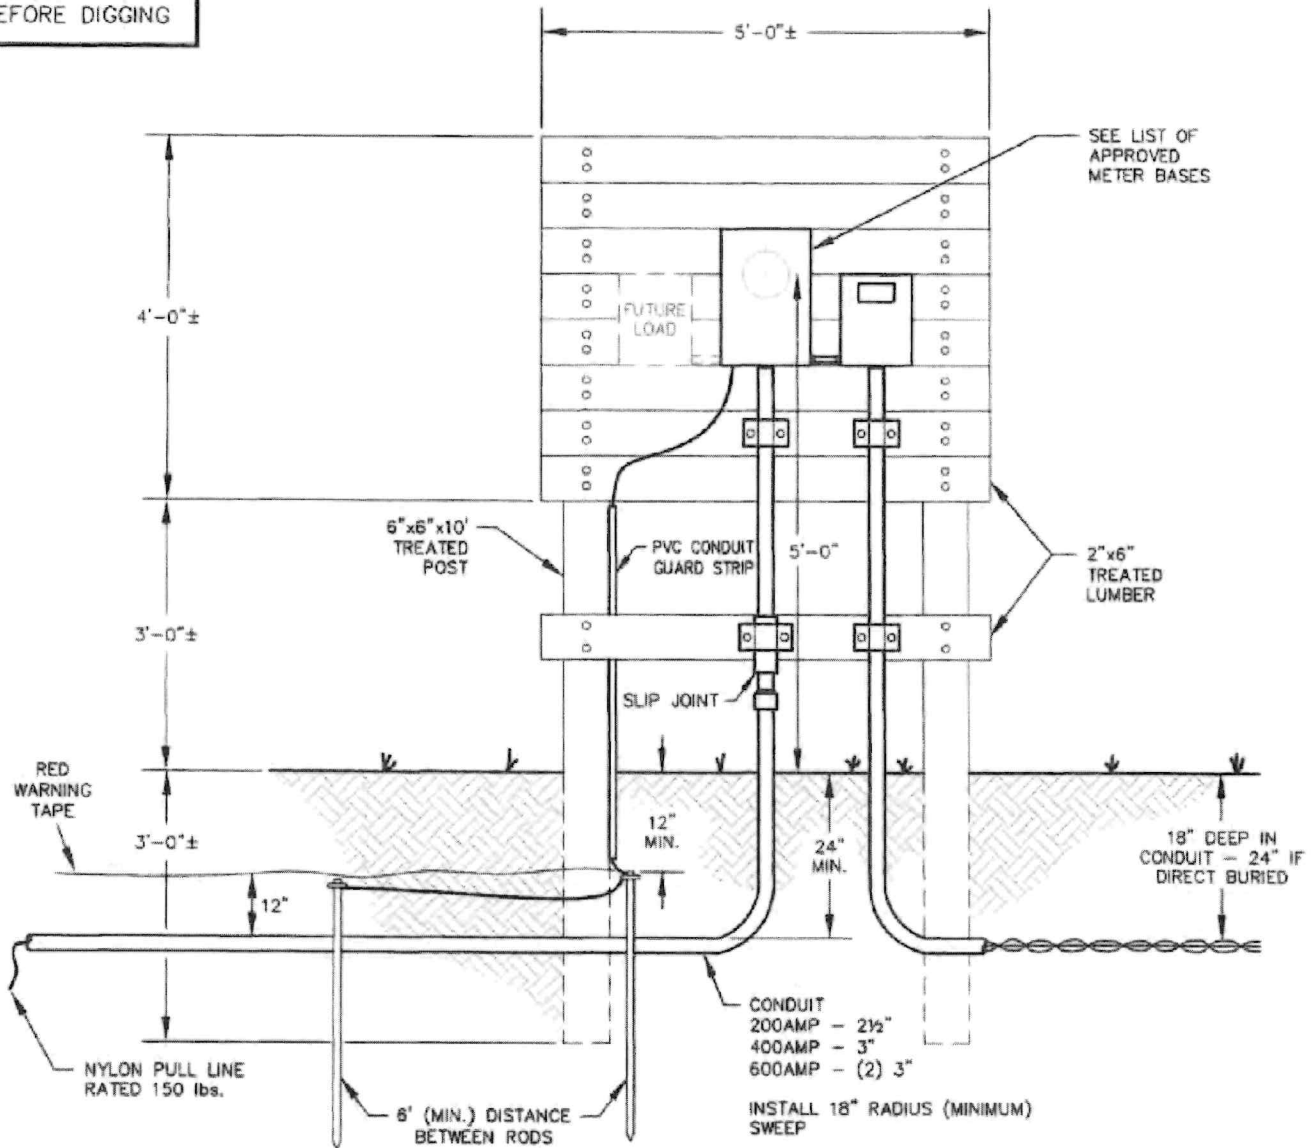 EFORE DIGGING
5'-0"±
SEE LIST OF
APPROVED
METER BASES
4'-0"±
FUTURE
LOAD
6"x6"x10'
TREATED
POST
PVC CONDUIT
GUARD STRIP
5'-0"
2"x6"
TREATED
LUMBER
3'-0"±
SLIP JOINT
RED
WARNING
TAPE
3'-0"±
12"
MIN.
24"
MIN.
18" DEEP IN
CONDUIT – 24" IF
DIRECT BURIED
12"
NYLON PULL LINE
RATED 150 lbs.
6' (MIN.) DISTANCE
BETWEEN RODS
CONDUIT
200AMP – 2½"
400AMP – 3"
600AMP – (2) 3"
INSTALL 18" RADIUS (MINIMUM)
SWEEP